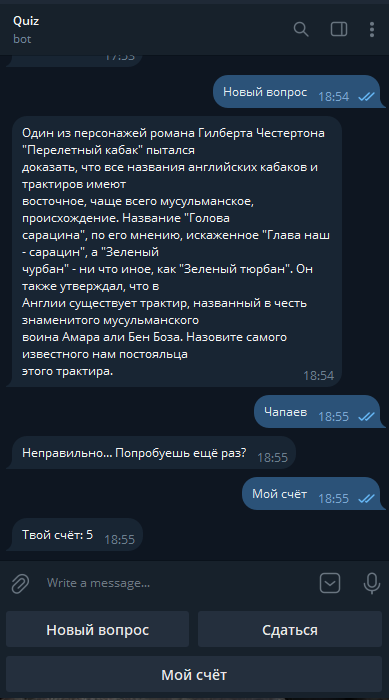 Quiz
bot
17:53
Новый вопрос 18:54
Один из персонажей романа Гилберта Честертона
"Перелетный кабак" пытался
доказать, что все названия английских кабаков и
трактиров имеют
восточное, чаще всего мусульманское,
происхождение. Название "Голова
сарацина", по его мнению, искаженное "Глава наш
- сарацин", а "Зеленый
чурбан" - ни что иное, как "Зеленый тюрбан". Он
также утверждал, что в
Англии существует трактир, названный в честь
знаменитого мусульманского
воина Амара али Бен Боза. Назовите самого
известного нам постояльца
этого трактира.
18:54
Чапаев 18:55
Неправильно... Попробуешь ещё раз? 18:55
Мой счёт 18:55
Твой счёт: 5 18:55
Write a message...
Новый вопрос Сдаться
Мой счёт